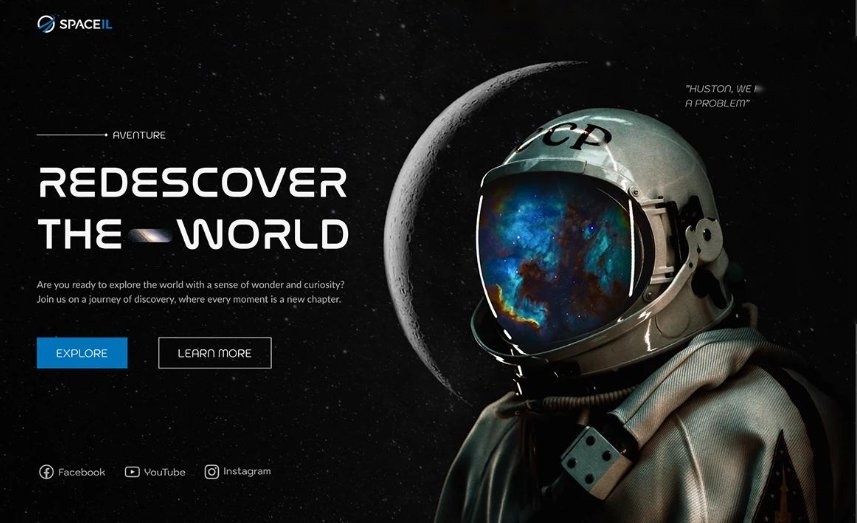 SPACEIL
AVENTURE
REDESCOVER
THE WORLD
Are you ready to explore the world with a sense of wonder and curiosity?
Join us on a journey of discovery, where every moment is a new chapter.
EXPLORE
LEARN MORE
Facebook
YouTube
Instagram
"HUSTON, WE
A PROBLEM"
CCP